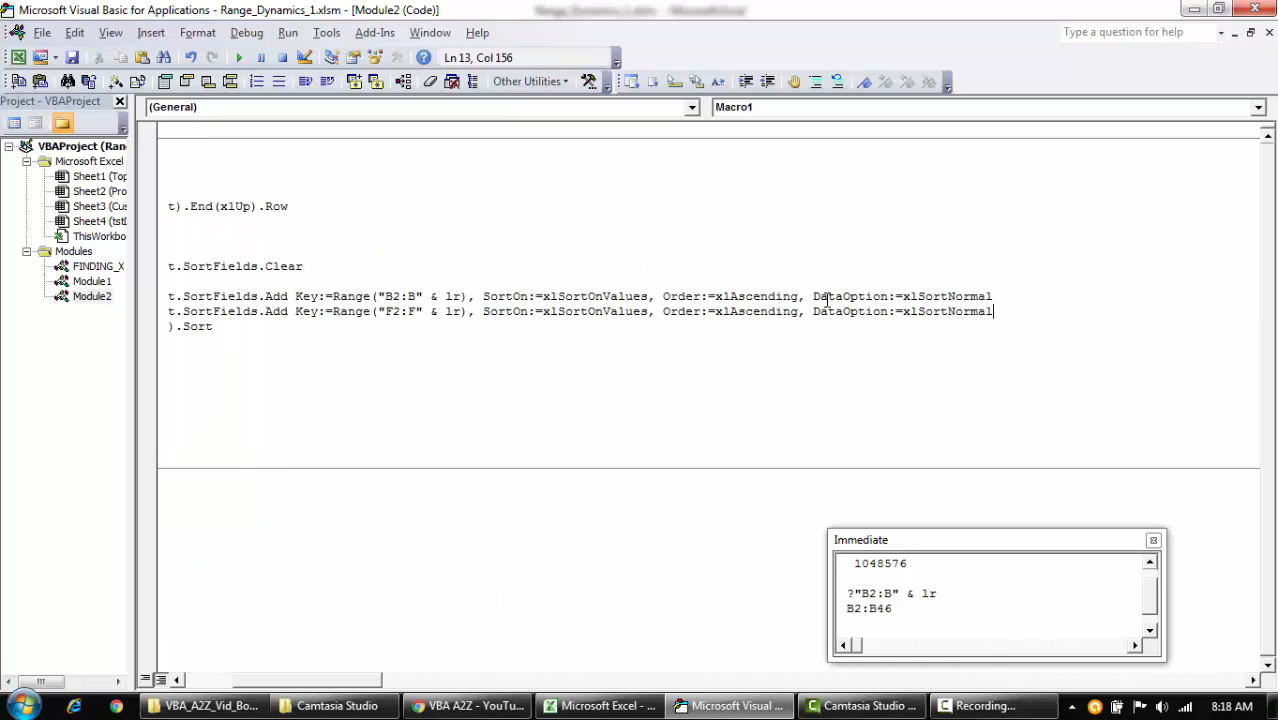 Microsoft Visual Basic for Applications - Range_Dynamics_1.xlsm - [Module2 (Code)]
File Edit View Insert Format Debug Run Tools Add-Ins Window Help
Type a question for help
Ln 13, Col 156
Other Utilities
Project - VBAProject
(General)
Macro1
VBAProject (Ran
Microsoft Excel
Sheet1 (Top
Sheet2 (Pro
Sheet3 (Cus
Sheet4 (tstD
ThisWorkbo
Modules
FINDING_X
Module1
Module2
t).End(xlUp).Row
t.SortFields.Clear
t.SortFields.Add Key:=Range("B2:B" & lr), SortOn:=xlSortOnValues, Order:=xlAscending, DataOption:=xlSortNormal
t.SortFields.Add Key:=Range("F2:F" & lr), SortOn:=xlSortOnValues, Order:=xlAscending, DataOption:=xlSortNormal
).Sort
Immediate
1048576
?"B2:B" & lr
B2:B46
VBA_A2Z_Vid_Bo...
Camtasia Studio
VBA A2Z - YouTu...
Microsoft Excel - ...
Microsoft Visual ...
Camtasia Studio ...
Recording...
8:18 AM